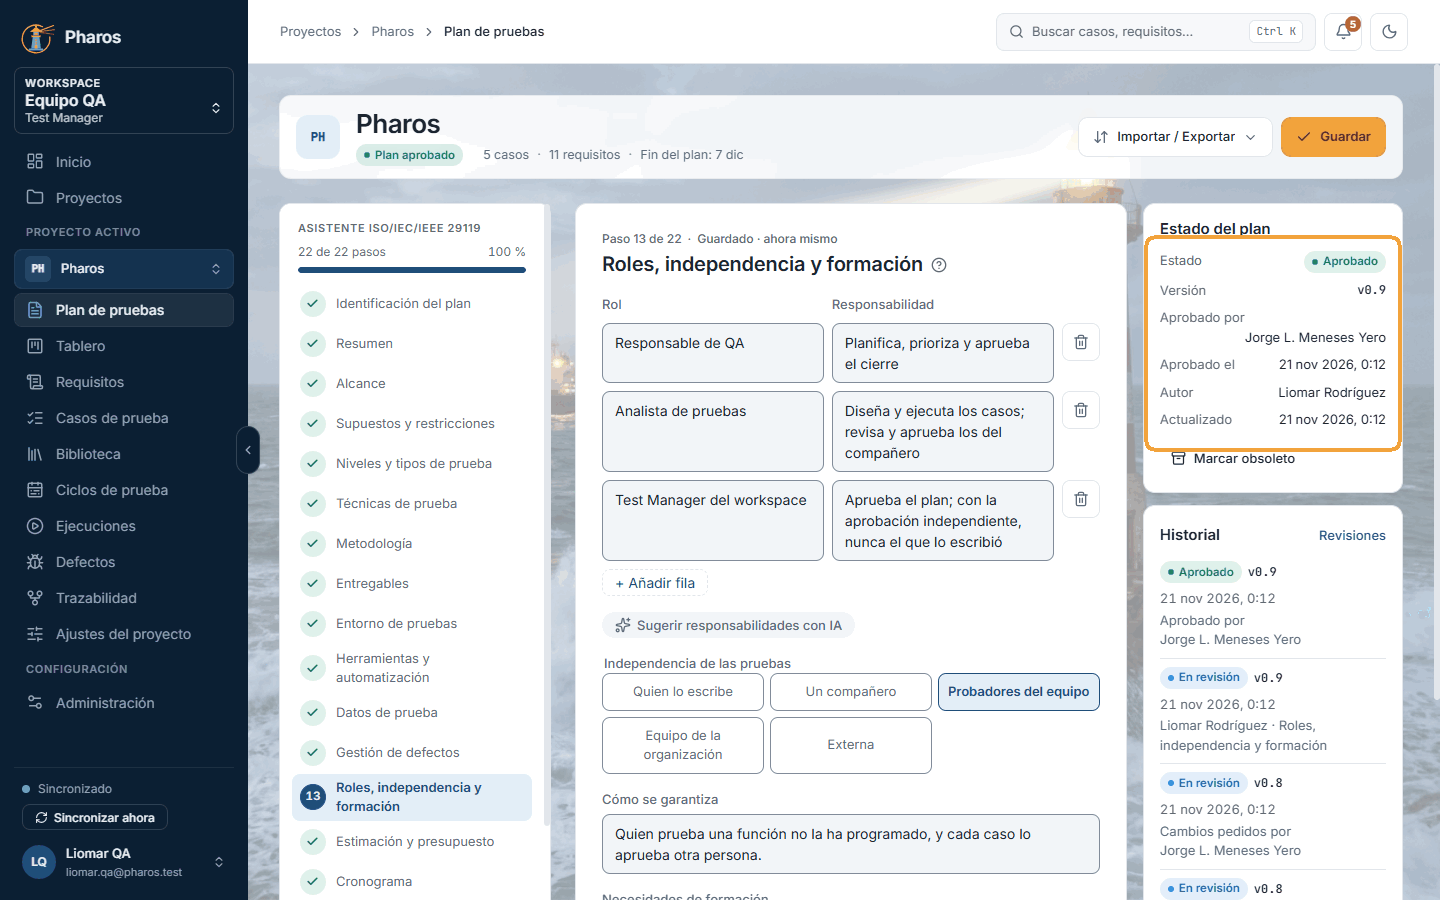 Pharos
WORKSPACE
Equipo QA
Test Manager
Inicio
Proyectos
PROYECTO ACTIVO
PH Pharos
Plan de pruebas
Tablero
Requisitos
Casos de prueba
Biblioteca
Ciclos de prueba
Ejecuciones
Defectos
Trazabilidad
Ajustes del proyecto
CONFIGURACIÓN
Administración
Sincronizado
Sincronizar ahora
LQ
Liomar QA
liomar.qa@pharos.test
Proyectos > Pharos > Plan de pruebas
Buscar casos, requisitos... Ctrl K
5
PH
Pharos
Plan aprobado 5 casos · 11 requisitos · Fin del plan: 7 dic
Importar / Exportar
Guardar
ASISTENTE ISO/IEC/IEEE 29119
22 de 22 pasos 100 %
Identificación del plan
Resumen
Alcance
Supuestos y restricciones
Niveles y tipos de prueba
Técnicas de prueba
Metodología
Entregables
Entorno de pruebas
Herramientas y
automatización
Datos de prueba
Gestión de defectos
13 Roles, independencia y
formación
Estimación y presupuesto
Cronograma
Paso 13 de 22 · Guardado · ahora mismo
Roles, independencia y formación
Rol Responsabilidad
Responsable de QA
Planifica, prioriza y aprueba
el cierre
Analista de pruebas
Diseña y ejecuta los casos;
revisa y aprueba los del
compañero
Test Manager del workspace
Aprueba el plan; con la
aprobación independiente,
nunca el que lo escribió
+ Añadir fila
Sugerir responsabilidades con IA
Independencia de las pruebas
Quien lo escribe
Un compañero
Probadores del equipo
Equipo de la
organización
Externa
Cómo se garantiza
Quien prueba una función no la ha programado, y cada caso lo
aprueba otra persona.
Necesidades de formación
Estado del plan
Estado Aprobado
Versión v0.9
Aprobado por
Jorge L. Meneses Yero
Aprobado el 21 nov 2026, 0:12
Autor Liomar Rodríguez
Actualizado 21 nov 2026, 0:12
Marcar obsoleto
Historial Revisiones
Aprobado v0.9
21 nov 2026, 0:12
Aprobado por
Jorge L. Meneses Yero
En revisión v0.9
21 nov 2026, 0:12
Liomar Rodríguez · Roles,
independencia y formación
En revisión v0.8
21 nov 2026, 0:12
Cambios pedidos por
Jorge L. Meneses Yero
En revisión v0.8